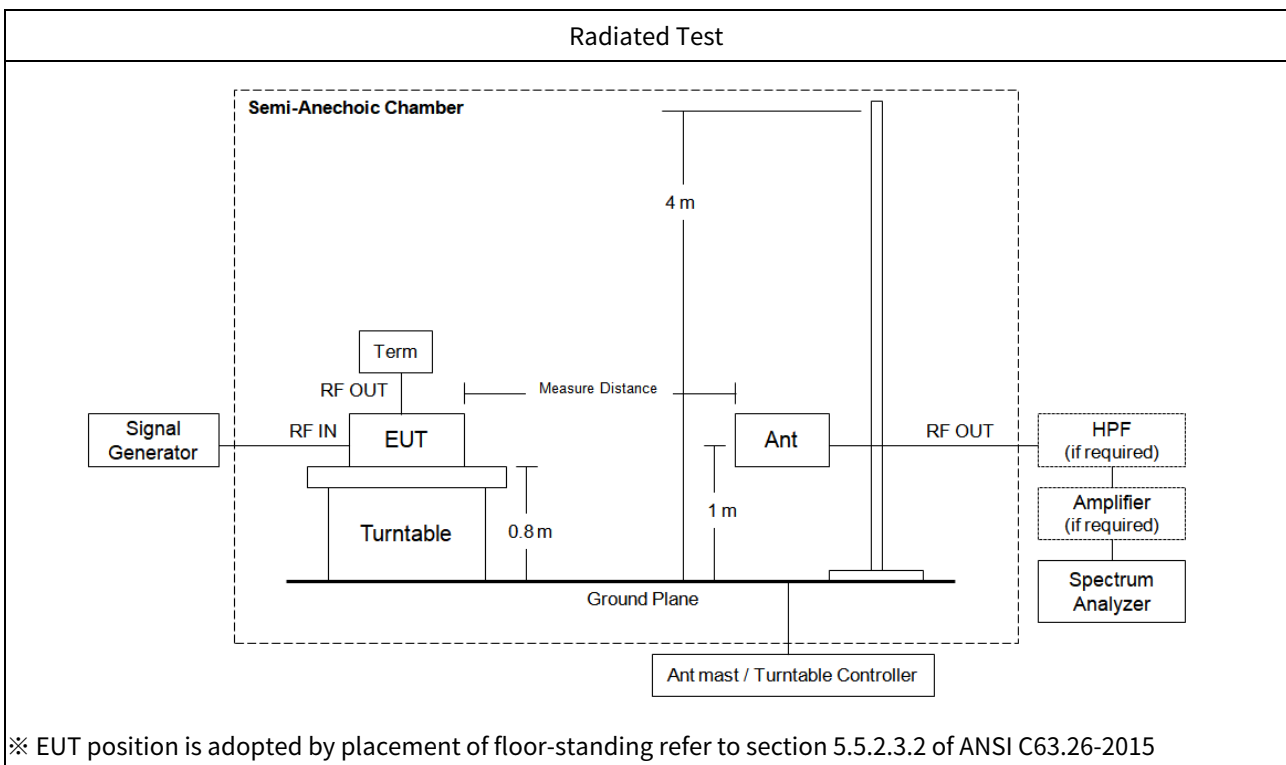 Radiated Test
Semi-Anechoic Chamber
4 m
Term
RF OUT
Measure Distance
Signal
Generator
RF IN
EUT
Ant
RF OUT
HPF
(if required)
1 m
Amplifier
(if required)
Turntable
0.8 m
Spectrum
Analyzer
Ground Plane
Ant mast / Turntable Controller
※ EUT position is adopted by placement of floor-standing refer to section 5.5.2.3.2 of ANSI C63.26-2015